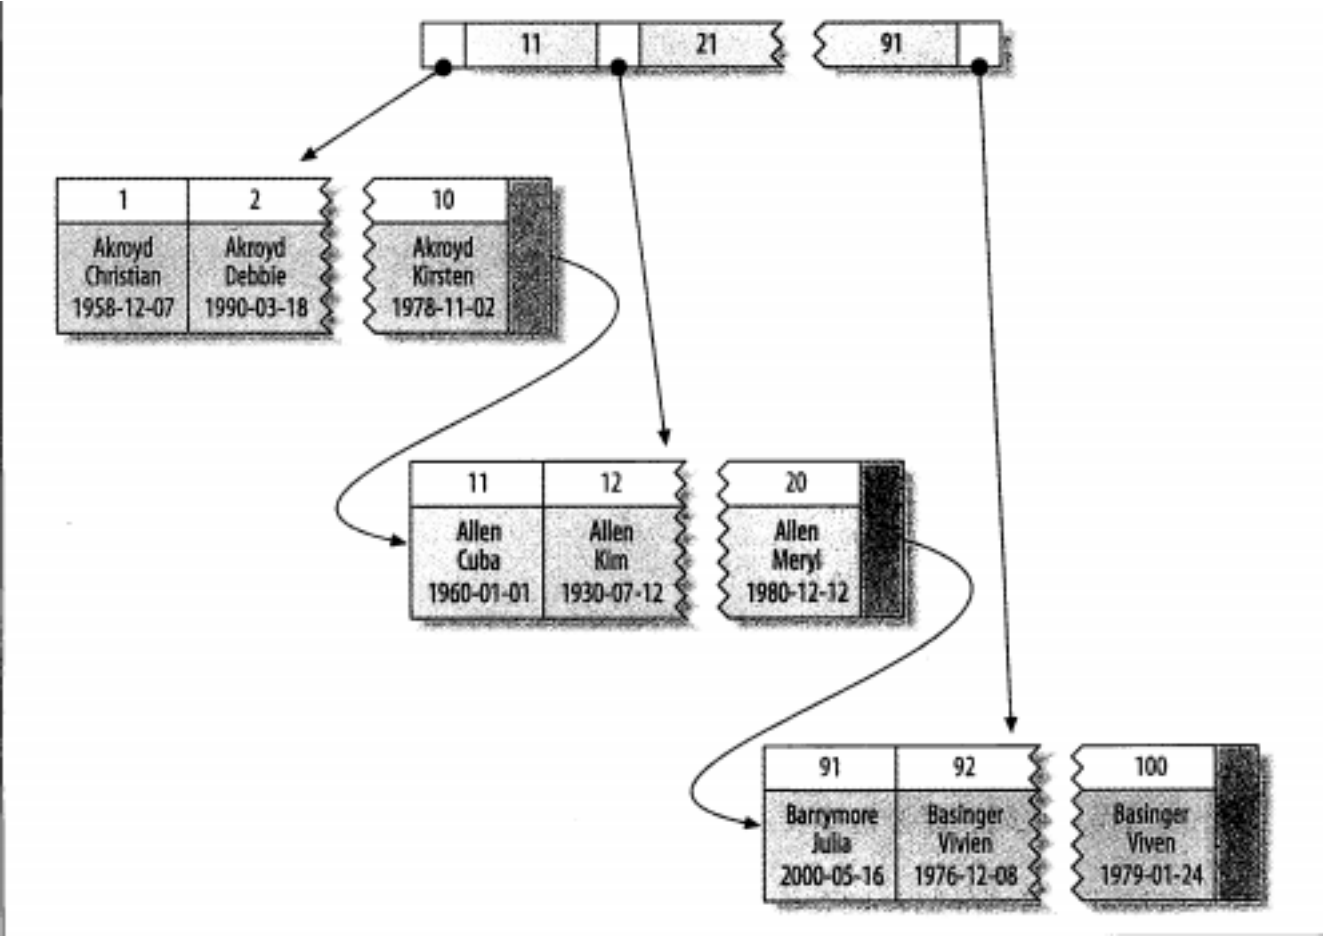 11 21 91
1 2 10
Akroyd Akroyd Akroyd
Christian Debbie Kirsten
1958-12-07 1990-03-18 1978-11-02
11 12 20
Allen Allen Allen
Cuba Kim Meryl
1960-01-01 1930-07-12 1980-12-12
91 92 100
Barrymore Basinger Basinger
Julia Vivien Viven
2000-05-16 1976-12-08 1979-01-24